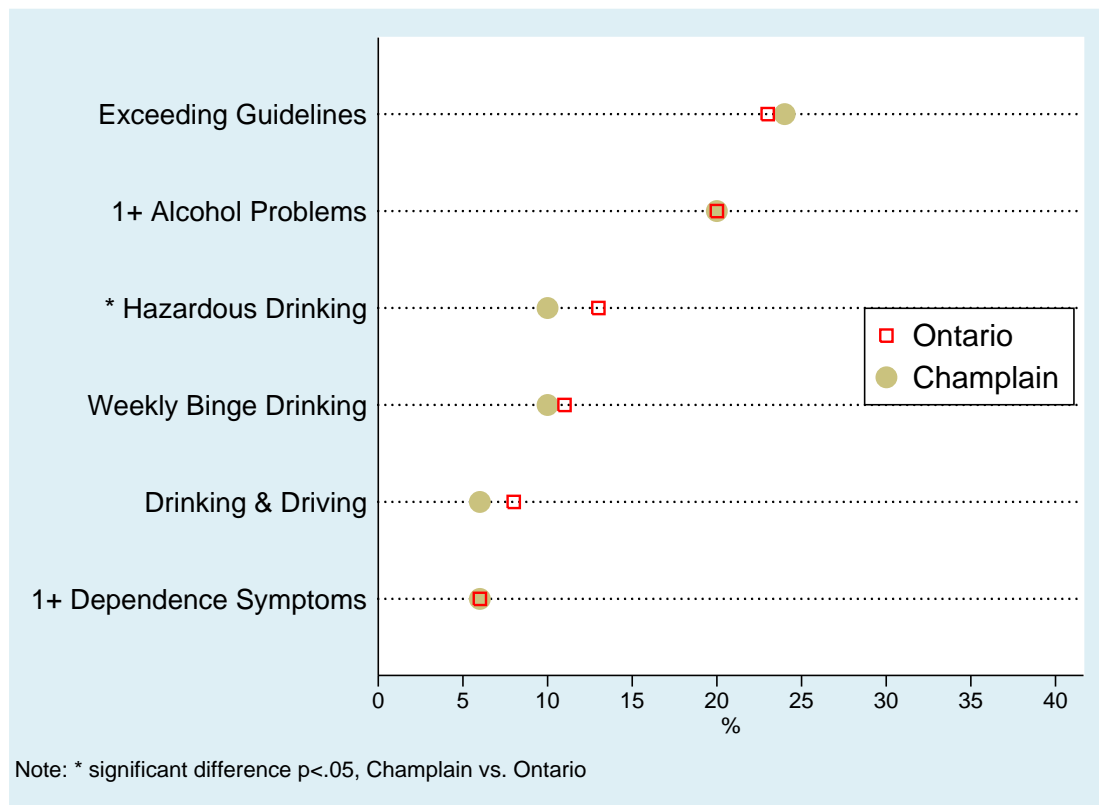 Exceeding Guidelines
1+ Alcohol Problems
* Hazardous Drinking
Weekly Binge Drinking
Drinking & Driving
1+ Dependence Symptoms
Ontario
Champlain
0 5 10 15 20 25 30 35 40
%
Note: * significant difference p<.05, Champlain vs. Ontario